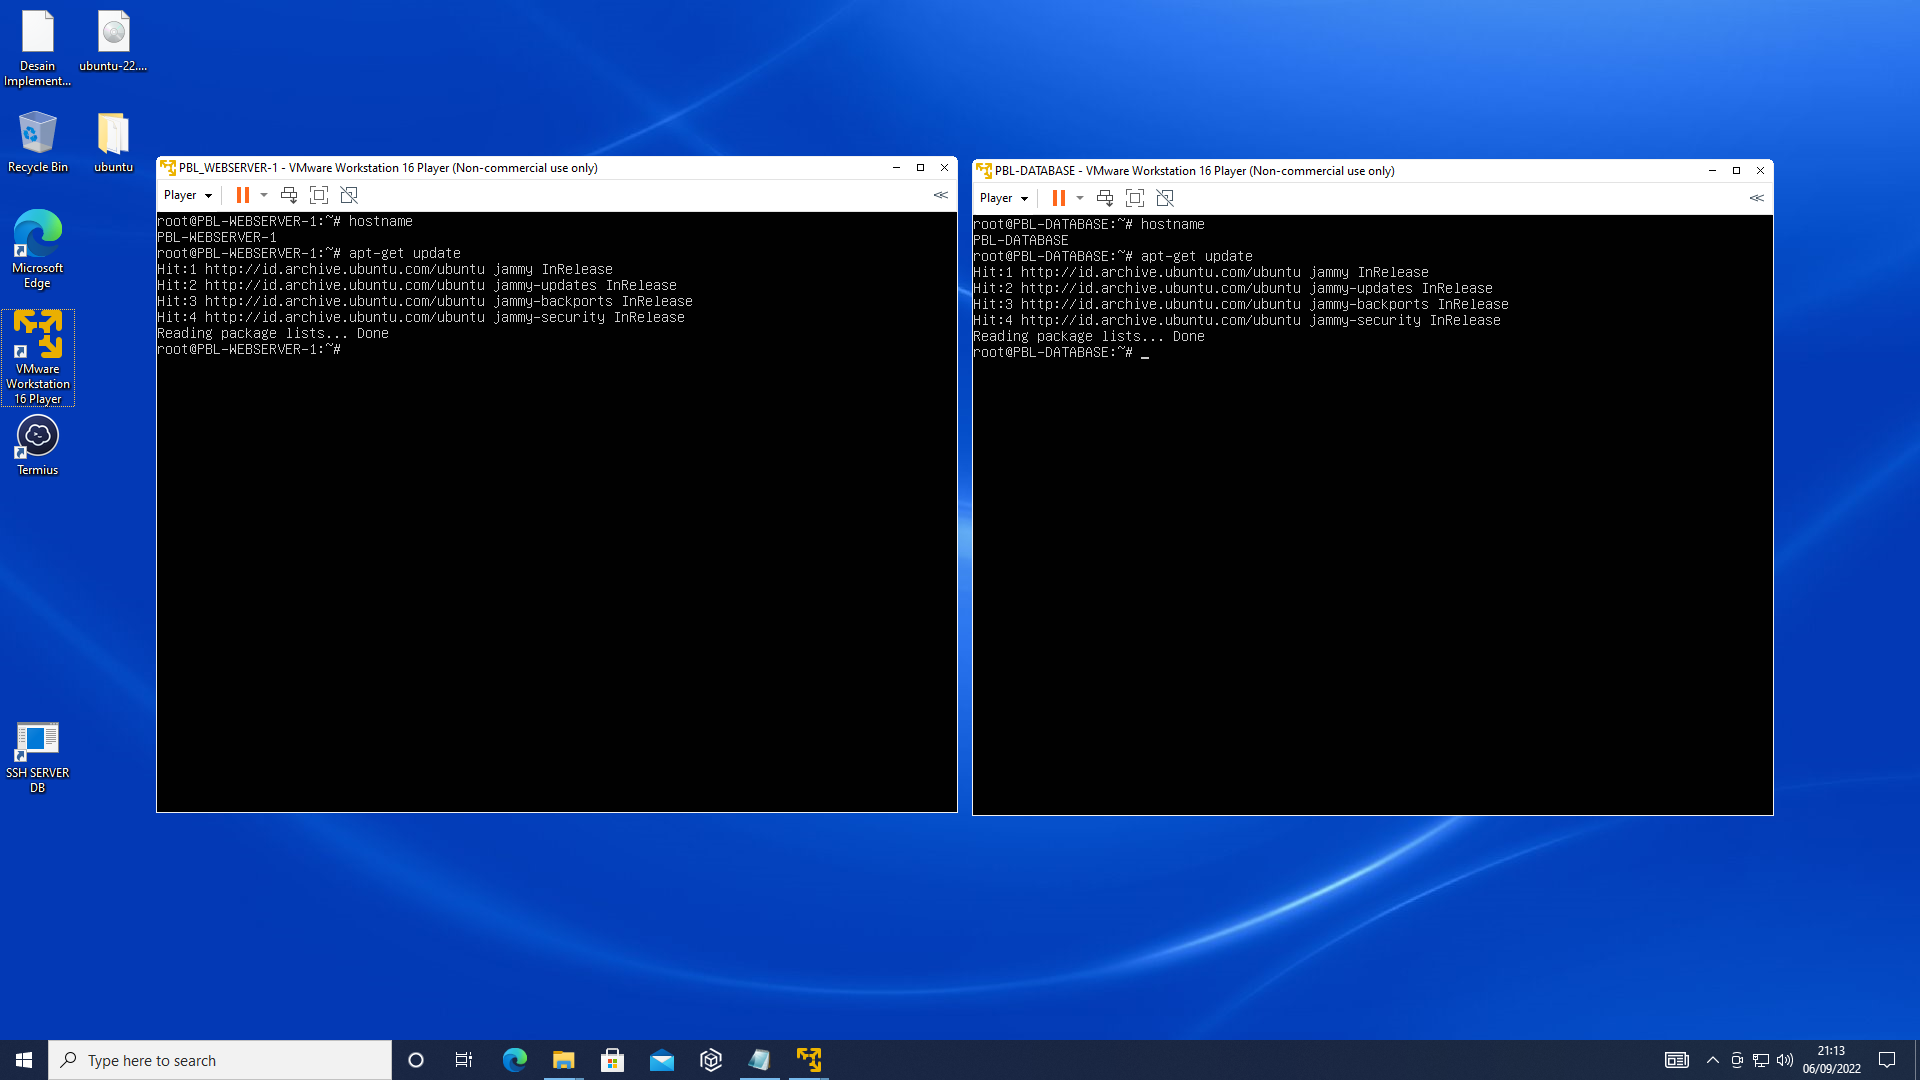 Desain
Implement...
ubuntu-22....
Recycle Bin
ubuntu
Microsoft
Edge
VMware
Workstation
16 Player
Termius
SSH SERVER
DB
PBL_WEBSERVER-1 - VMware Workstation 16 Player (Non-commercial use only)
Player
root@PBL-WEBSERVER-1:~# hostname
PBL-WEBSERVER-1
root@PBL-WEBSERVER-1:~# apt-get update
Hit:1 http://id.archive.ubuntu.com/ubuntu jammy InRelease
Hit:2 http://id.archive.ubuntu.com/ubuntu jammy-updates InRelease
Hit:3 http://id.archive.ubuntu.com/ubuntu jammy-backports InRelease
Hit:4 http://id.archive.ubuntu.com/ubuntu jammy-security InRelease
Reading package lists... Done
root@PBL-WEBSERVER-1:~#
PBL-DATABASE - VMware Workstation 16 Player (Non-commercial use only)
Player
root@PBL-DATABASE:~# hostname
PBL-DATABASE
root@PBL-DATABASE:~# apt-get update
Hit:1 http://id.archive.ubuntu.com/ubuntu jammy InRelease
Hit:2 http://id.archive.ubuntu.com/ubuntu jammy-updates InRelease
Hit:3 http://id.archive.ubuntu.com/ubuntu jammy-backports InRelease
Hit:4 http://id.archive.ubuntu.com/ubuntu jammy-security InRelease
Reading package lists... Done
root@PBL-DATABASE:~# _
Type here to search
21:13
06/09/2022